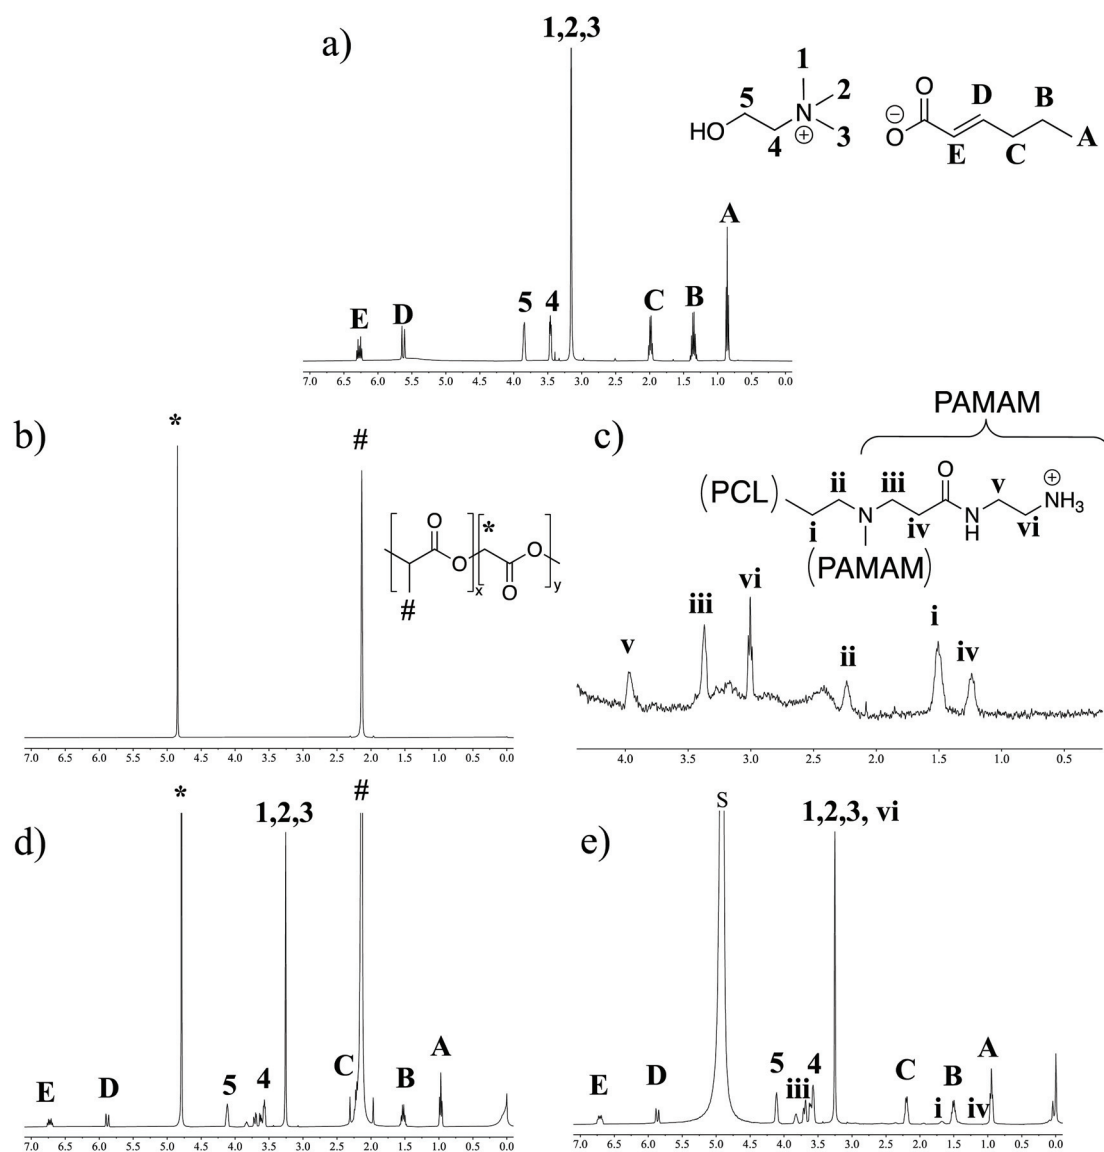 a)
1,2,3
1
2
3
4
5
HO
N
⊕
O
⊖
O
D
B
E
C
A
E
D
5
4
C
B
A
7.0 6.5 6.0 5.5 5.0 4.5 4.0 3.5 3.0 2.5 2.0 1.5 1.0 0.5 0.0
b)
*
#
O
*
O
O
O
x
y
#
7.0 6.5 6.0 5.5 5.0 4.5 4.0 3.5 3.0 2.5 2.0 1.5 1.0 0.5 0.0
c)
PAMAM
(PCL)
ii
iii
O
v
⊕
NH3
i
N
iv
N
H
vi
(PAMAM)
v
iii
vi
ii
i
iv
4.0 3.5 3.0 2.5 2.0 1.5 1.0 0.5
d)
*
1,2,3
#
E
D
5
4
C
B
A
7.0 6.5 6.0 5.5 5.0 4.5 4.0 3.5 3.0 2.5 2.0 1.5 1.0 0.5 0.0
e)
S
1,2,3, vi
E
D
5
iii
4
C
i
B
iv
A
7.0 6.5 6.0 5.5 5.0 4.5 4.0 3.5 3.0 2.5 2.0 1.5 1.0 0.5 0.0